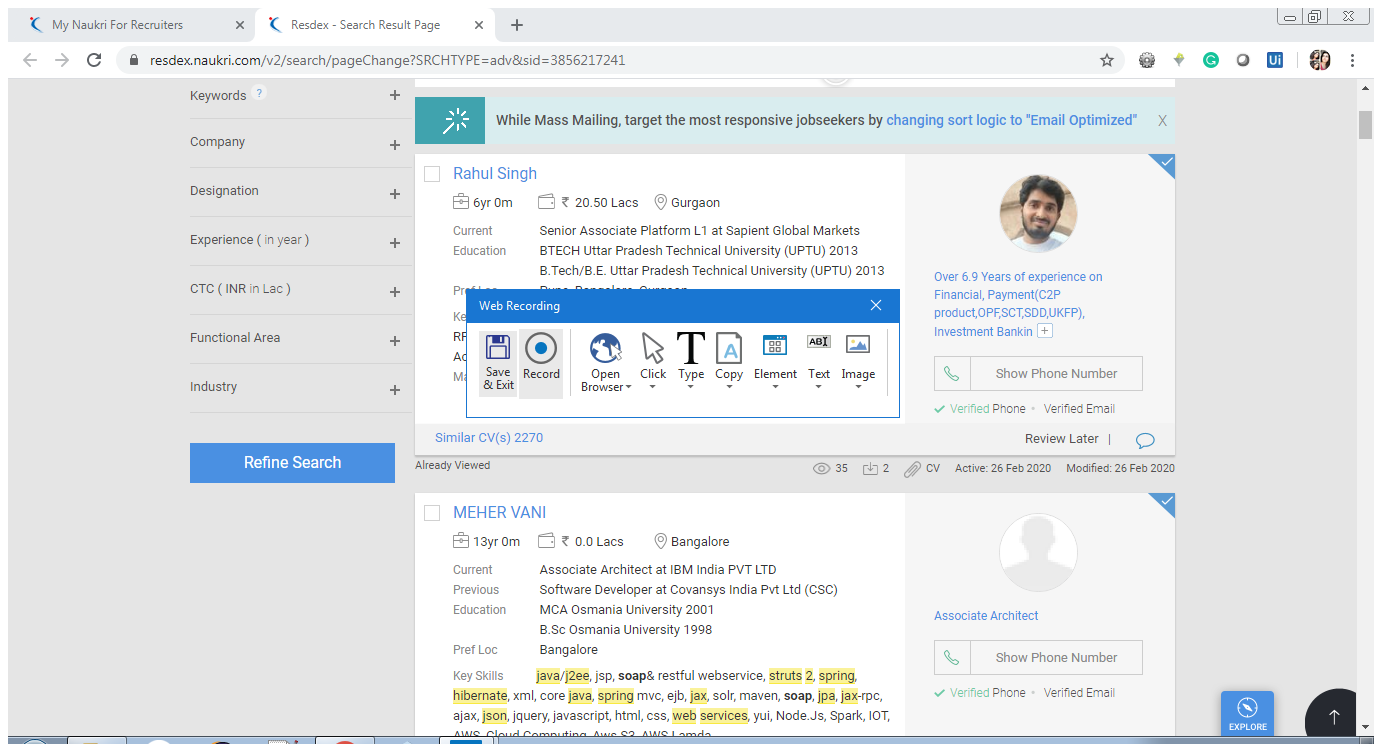 My Naukri For Recruiters
Resdex - Search Result Page
resdex.naukri.com/v2/search/pageChange?SRCHTYPE=adv&sid=3856217241
Ui
Keywords ?
Company
Designation
Experience ( in year )
CTC ( INR in Lac )
Functional Area
Industry
Refine Search
While Mass Mailing, target the most responsive jobseekers by changing sort logic to "Email Optimized" X
Rahul Singh
6yr 0m ₹ 20.50 Lacs Gurgaon
Current Senior Associate Platform L1 at Sapient Global Markets
Education BTECH Uttar Pradesh Technical University (UPTU) 2013
B.Tech/B.E. Uttar Pradesh Technical University (UPTU) 2013
Over 6.9 Years of experience on
Financial, Payment(C2P
product,OPF,SCT,SDD,UKFP),
Investment Bankin +
Show Phone Number
Verified Phone • Verified Email
Web Recording
Save & Exit
Record
Open Browser
Click
Type
Copy
Element
Text
Image
Similar CV(s) 2270
Review Later |
Already Viewed
35 2 CV Active: 26 Feb 2020 Modified: 26 Feb 2020
MEHER VANI
13yr 0m ₹ 0.0 Lacs Bangalore
Current Associate Architect at IBM India PVT LTD
Previous Software Developer at Covansys India Pvt Ltd (CSC)
Education MCA Osmania University 2001
B.Sc Osmania University 1998
Pref Loc Bangalore
Key Skills java/j2ee, jsp, soap& restful webservice, struts 2, spring,
hibernate, xml, core java, spring mvc, ejb, jax, solr, maven, soap, jpa, jax-rpc,
ajax, json, jquery, javascript, html, css, web services, yui, Node.Js, Spark, IOT,
AWS, Cloud Computing, Aws S3, AWS Lamda
Associate Architect
Show Phone Number
Verified Phone • Verified Email
EXPLORE